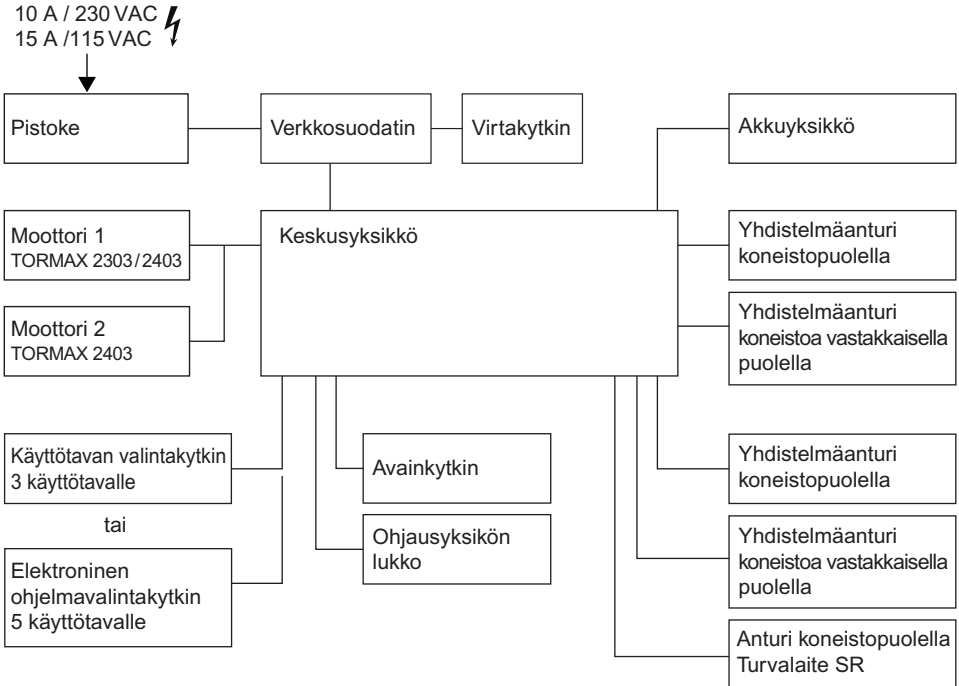 10 A / 230 VAC
15 A /115 VAC
Pistoke
Verkkosuodatin
Virtakytkin
Akkuyksikkö
Moottori 1
TORMAX 2303/2403
Keskusyksikkö
Yhdistelmäanturi
koneistopuolella
Moottori 2
TORMAX 2403
Yhdistelmäanturi
koneistoa vastakkaisella
puolella
Käyttötavan valintakytkin
3 käyttötavalle
Avainkytkin
Yhdistelmäanturi
koneistopuolella
tai
Ohjausyksikön
lukko
Yhdistelmäanturi
koneistoa vastakkaisella
puolella
Elektroninen
ohjelmavalintakytkin
5 käyttötavalle
Anturi koneistopuolella
Turvalaite SR